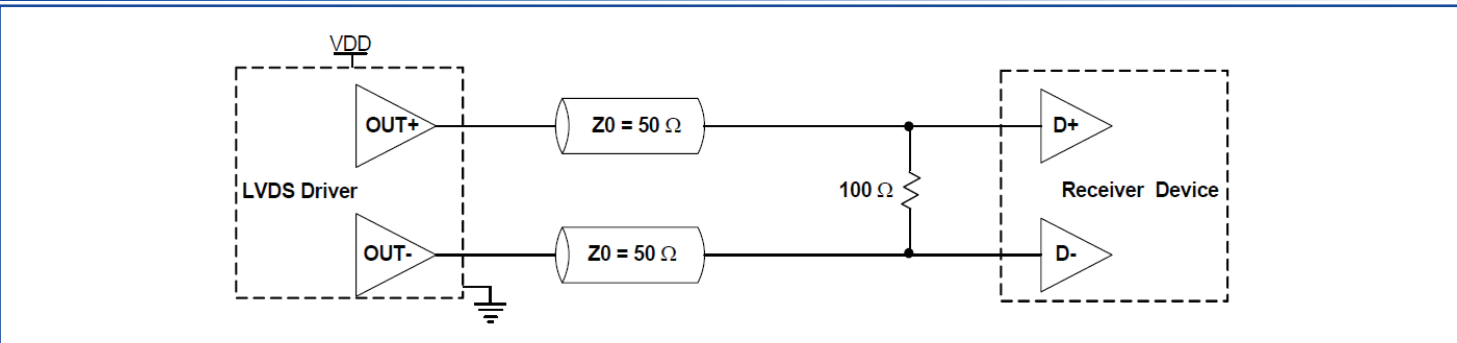 VDD
OUT+
Z0 = 50 Ω
D+
LVDS Driver
100 Ω
Receiver Device
OUT-
Z0 = 50 Ω
D-